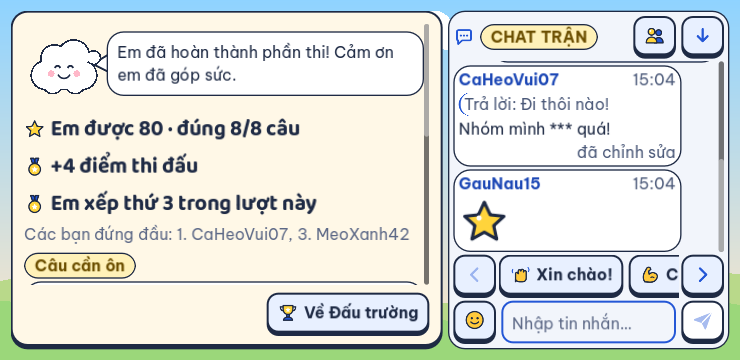 Em đã hoàn thành phần thi! Cảm ơn
em đã góp sức.
Em được 80 · đúng 8/8 câu
+4 điểm thi đấu
Em xếp thứ 3 trong lượt này
Các bạn đứng đầu: 1. CaHeoVui07, 3. MeoXanh42
Câu cần ôn
Về Đấu trường
CHAT TRẬN
CaHeoVui07 15:04
Trả lời: Đi thôi nào!
Nhóm mình *** quá!
đã chỉnh sửa
GauNau15 15:04
Xin chào!
C
Nhập tin nhắn...